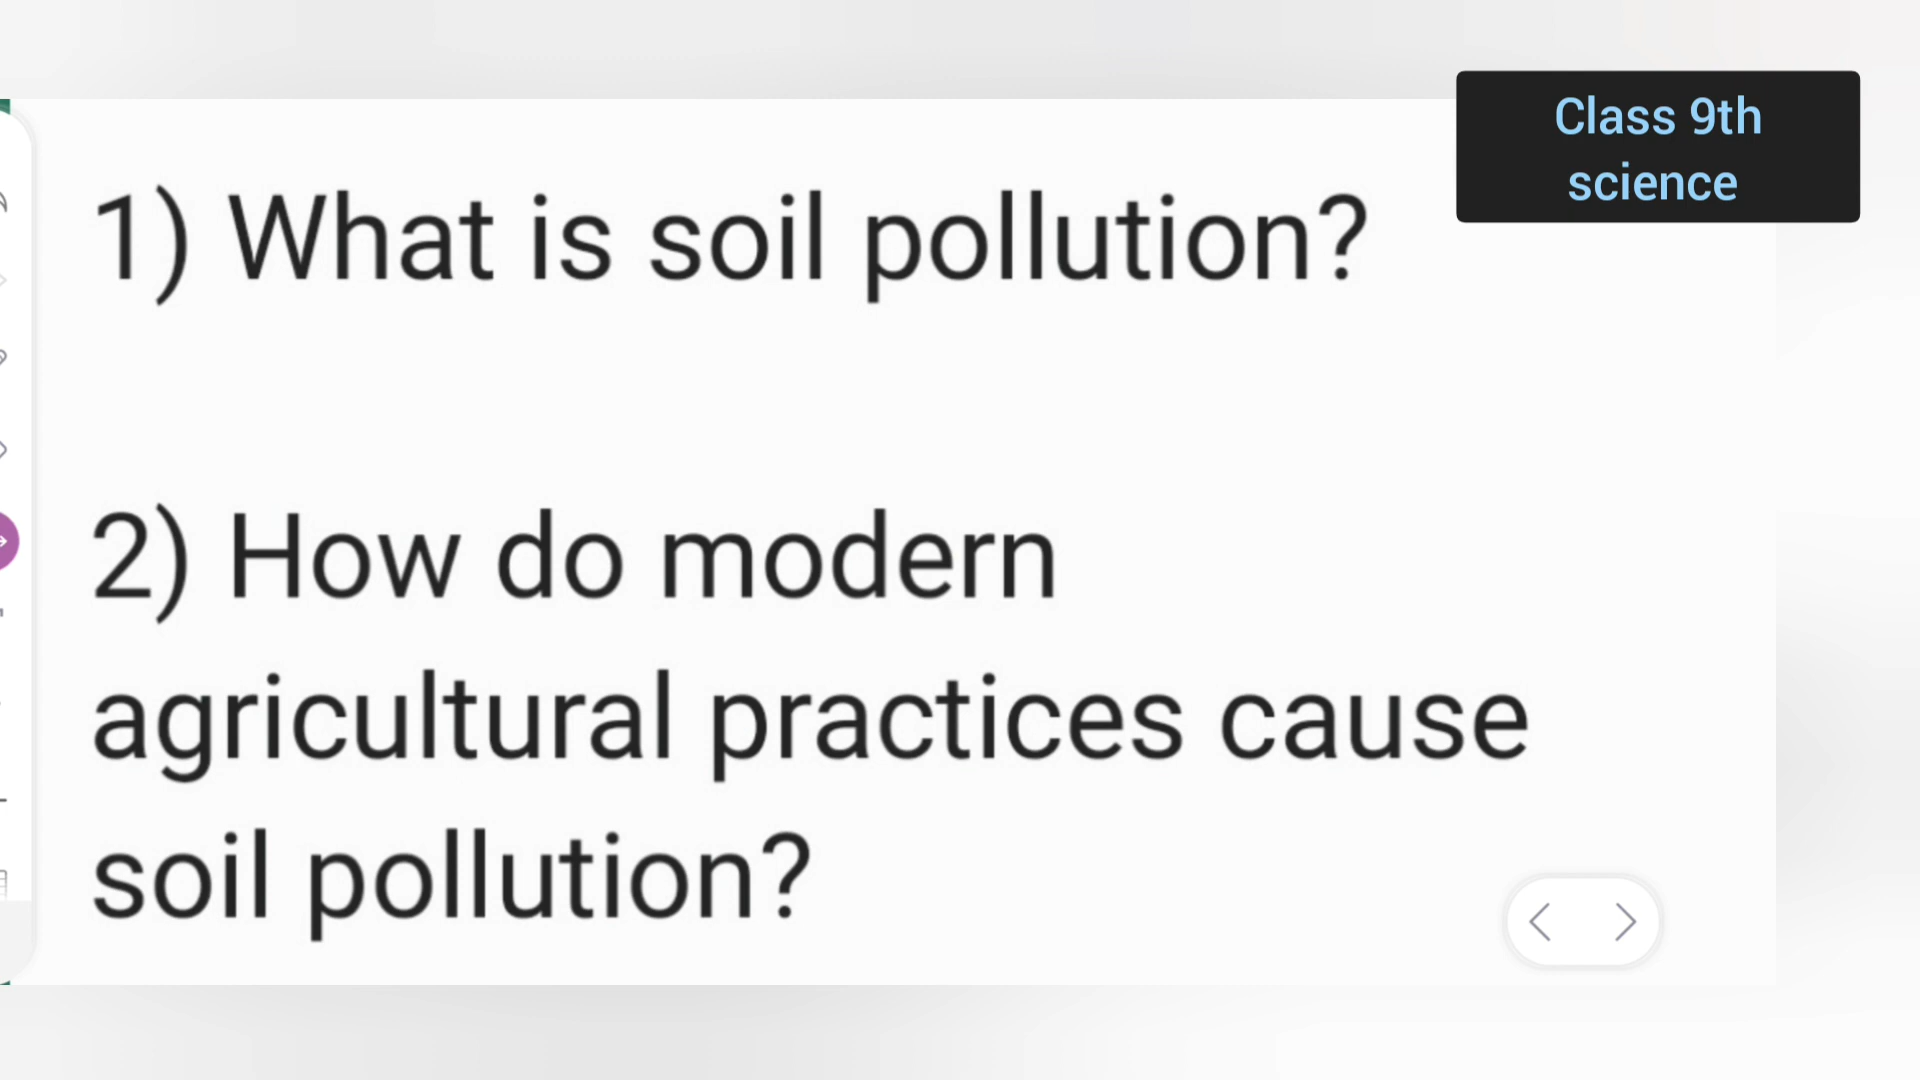 Class 9th
science
1) What is soil pollution?
2) How do modern
agricultural practices cause
soil pollution?